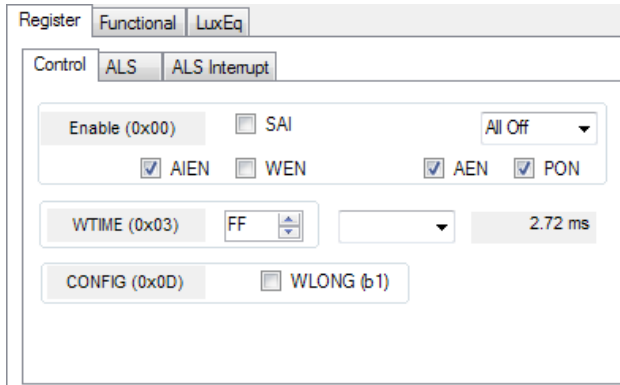 Register Functional LuxEq
Control ALS ALS Interrupt
Enable (0x00) SAI All Off
AIEN WEN AEN PON
WTIME (0x03) FF 2.72 ms
CONFIG (0x0D) WLONG (b1)